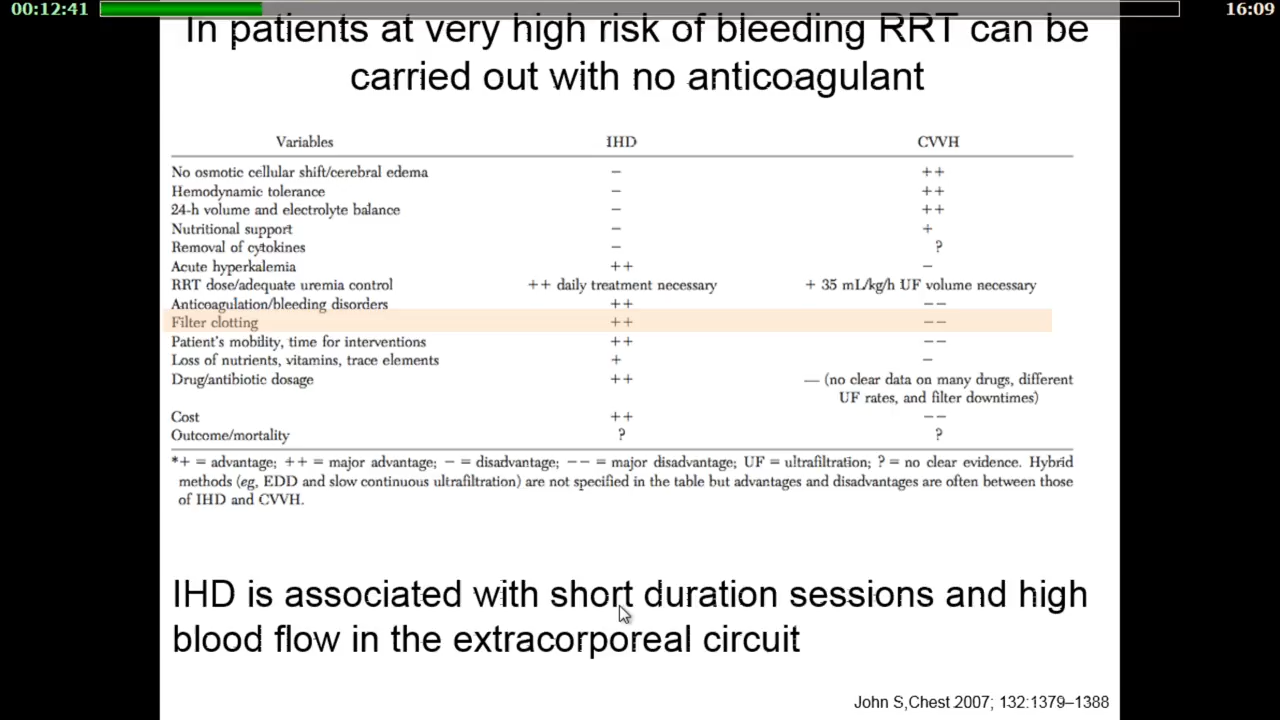 00:12:41 16:09
In patients at very high risk of bleeding RRT can be
carried out with no anticoagulant
Variables IHD CVVH
No osmotic cellular shift/cerebral edema − ++
Hemodynamic tolerance − ++
24-h volume and electrolyte balance − ++
Nutritional support − +
Removal of cytokines − ?
Acute hyperkalemia ++ −
RRT dose/adequate uremia control ++ daily treatment necessary + 35 mL/kg/h UF volume necessary
Anticoagulation/bleeding disorders ++ −−
Filter clotting ++ −−
Patient's mobility, time for interventions ++ −−
Loss of nutrients, vitamins, trace elements + −
Drug/antibiotic dosage ++ — (no clear data on many drugs, different
UF rates, and filter downtimes)
Cost ++ −−
Outcome/mortality ? ?
*+ = advantage; ++ = major advantage; − = disadvantage; −− = major disadvantage; UF = ultrafiltration; ? = no clear evidence. Hybrid
methods (eg, EDD and slow continuous ultrafiltration) are not specified in the table but advantages and disadvantages are often between those
of IHD and CVVH.
IHD is associated with short duration sessions and high
blood flow in the extracorporeal circuit
John S,Chest 2007; 132:1379–1388